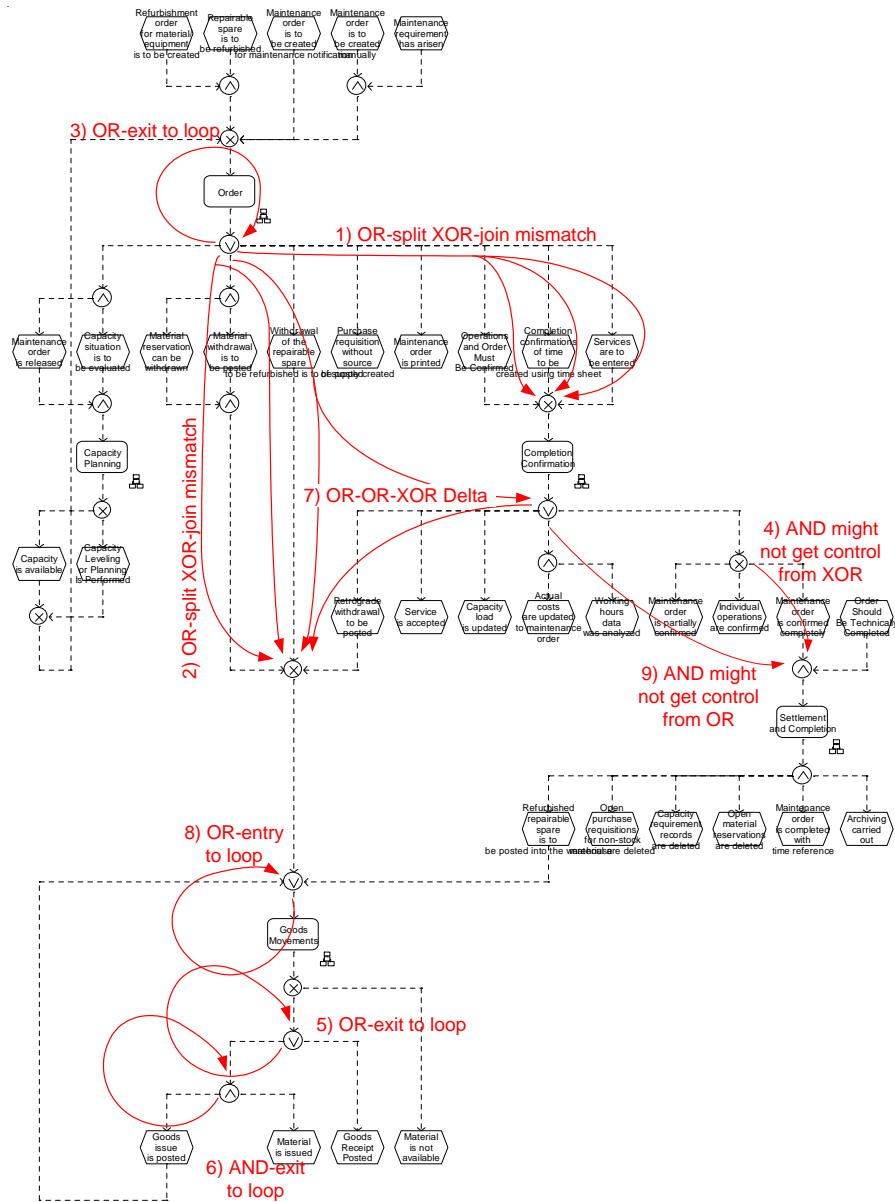 Refurbishment
order
for material/
equipment
is to be created
Repairable
spare
is to
be refurbished
Maintenance
order
is to
be created
for maintenance notification
Maintenance
order is to
be created
manually
Maintenance
requirement
has arisen
3) OR-exit to loop
Order
1) OR-split XOR-join mismatch
Maintenance
order
is released
Capacity
situation
is to
be evaluated
Material
reservation
can be
withdrawn
Material
withdrawal
is to
be posted
Withdrawal
of the
repairable
spare
to be refurbished is to be posted
Purchase
requisition
without
source
of supply created
Maintenance
order
is printed
Operations
and Order
Must
Be Confirmed
Completion
confirmations
of time
to be
created using time sheet
Services
are to
be entered
Capacity
Planning
Completion
Confirmation
2) OR-split XOR-join mismatch
7) OR-OR-XOR Delta
4) AND might
not get control
from XOR
Capacity
is available
Capacity
Leveling
or Planning
is Performed
Retrograde
withdrawal
to be
posted
Service
is accepted
Capacity
load
is updated
Actual
costs
are updated
to maintenance
order
Working-
hours
data
was analyzed
Maintenance
order
is partially
confirmed
Individual
operations
are confirmed
Maintenance
order
is confirmed
completely
Order
Should
Be Technically
Completed
9) AND might
not get control
from OR
Settlement
and Completion
Refurbished
repairable
spare
is to
be posted into the warehouse
Open
purchase
requisitions
for non-stock
material are deleted
Capacity
requirement
records
are deleted
Open
material
reservations
are deleted
Maintenance
order
is completed
with
time reference
Archiving
carried
out
8) OR-entry
to loop
Goods
Movements
5) OR-exit to loop
Goods
issue
is posted
Material
is issued
Goods
Receipt
Posted
Material
is not
available
6) AND-exit
to loop